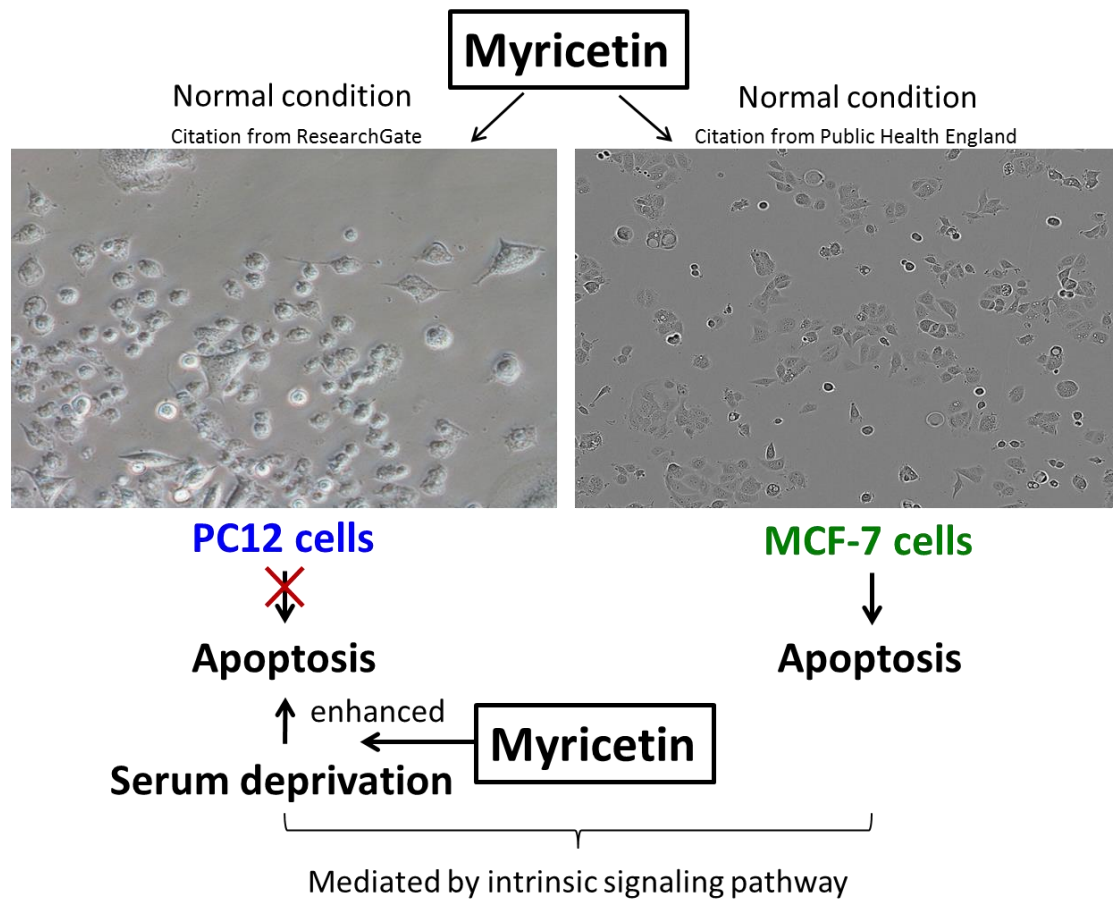 Myricetin
Normal condition
Citation from ResearchGate
Normal condition
Citation from Public Health England
PC12 cells
MCF-7 cells
Apoptosis
Apoptosis
enhanced
Myricetin
Serum deprivation
Mediated by intrinsic signaling pathway